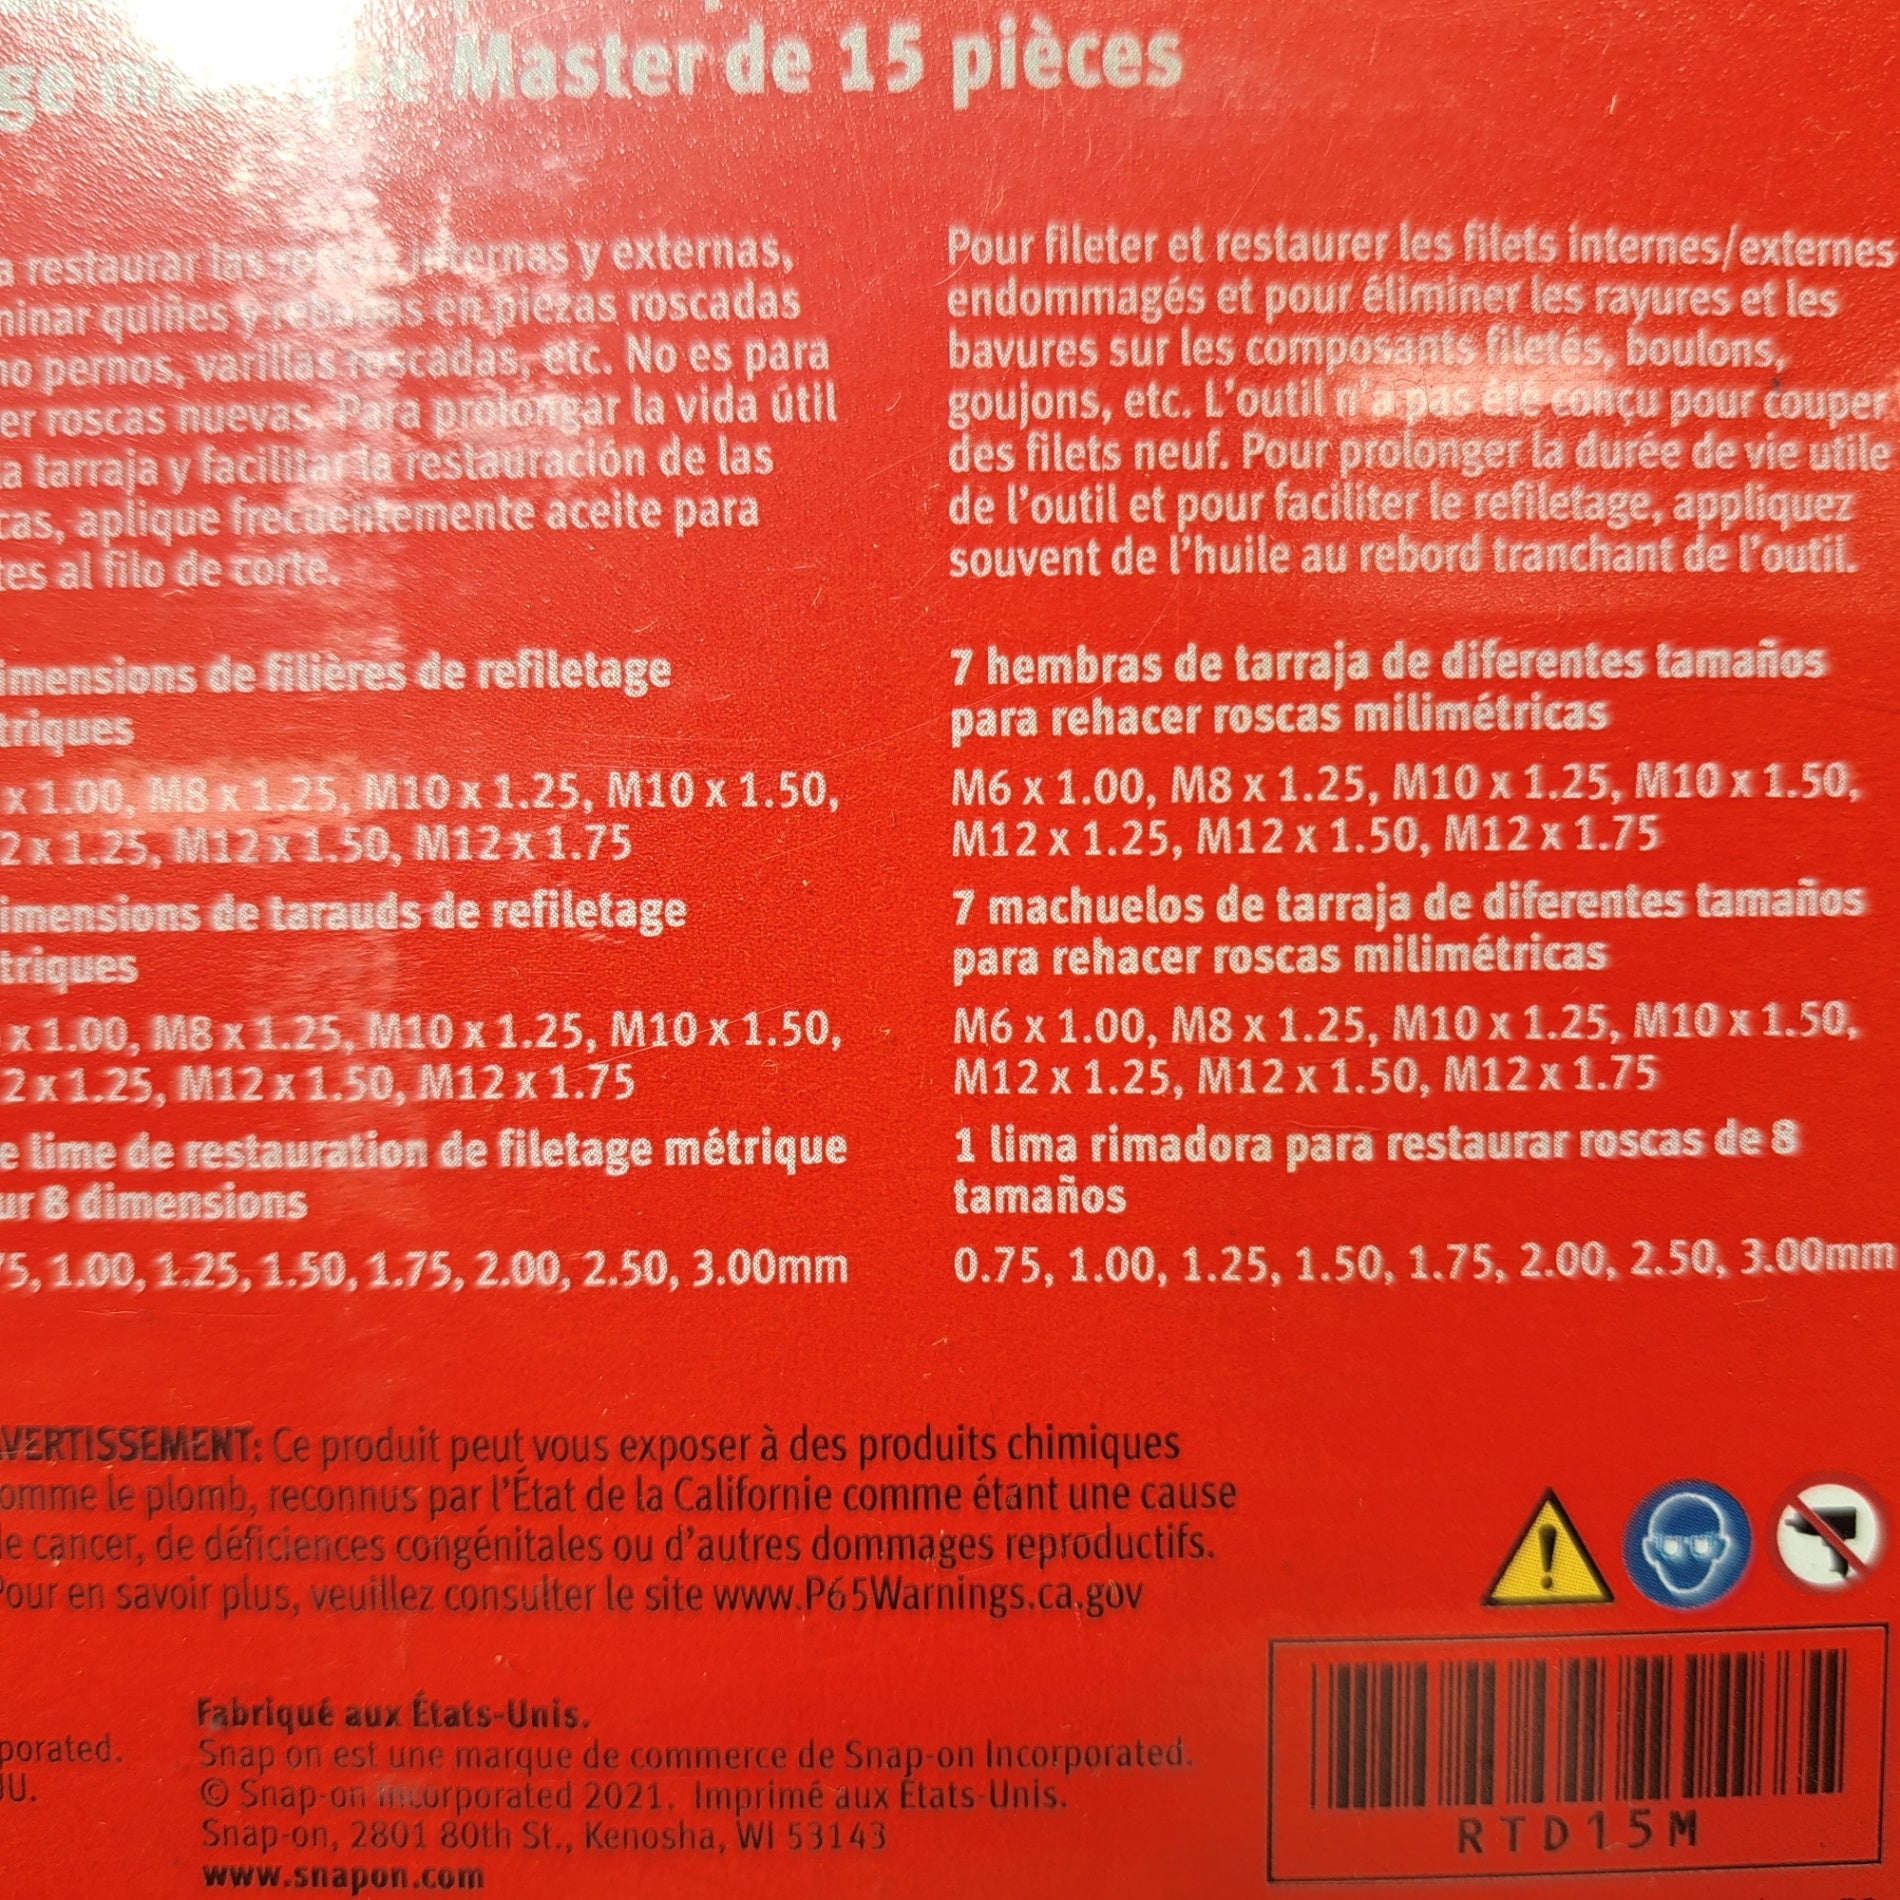 Master de 15 pièces
restaurar internas y externas,
quiñes y en piezas roscadas
pernos, varillas roscadas, etc. No es para
er roscas nuevas. Para prolongar la vida útil
a tarraja y facilitar la restauración de las
cas, aplique frecuentemente aceite para
es al filo de corte.
Pour fileter et restaurer les filets internes/externes
endommagés et pour éliminer les rayures et les
bavures sur les composants filetés, boulons,
goujons, etc. L'outil n'a pas été conçu pour couper
des filets neuf. Pour prolonger la durée de vie utile
de l'outil et pour faciliter le refiletage, appliquez
souvent de l'huile au rebord tranchant de l'outil.
imensions de filières de refiletage
triques
x 1.00, M8 x 1.25, M10 x 1.25, M10 x 1.50,
2 x 1.25, M12 x 1.50, M12 x 1.75
imensions de tarauds de refiletage
triques
x 1.00, M8 x 1.25, M10 x 1.25, M10 x 1.50,
2 x 1.25, M12 x 1.50, M12 x 1.75
e lime de restauration de filetage métrique
ur 8 dimensions
75, 1.00, 1.25, 1.50, 1.75, 2.00, 2.50, 3.00mm
7 hembras de tarraja de diferentes tamaños
para rehacer roscas milimétricas
M6 x 1.00, M8 x 1.25, M10 x 1.25, M10 x 1.50,
M12 x 1.25, M12 x 1.50, M12 x 1.75
7 machuelos de tarraja de diferentes tamaños
para rehacer roscas milimétricas
M6 x 1.00, M8 x 1.25, M10 x 1.25, M10 x 1.50,
M12 x 1.25, M12 x 1.50, M12 x 1.75
1 lima rimadora para restaurar roscas de 8
tamaños
0.75, 1.00, 1.25, 1.50, 1.75, 2.00, 2.50, 3.00mm
VERTISSEMENT: Ce produit peut vous exposer à des produits chimiques
omme le plomb, reconnus par l'État de la Californie comme étant une cause
de cancer, de déficiences congénitales ou d'autres dommages reproductifs.
Pour en savoir plus, veuillez consulter le site www.P65Warnings.ca.gov
porated.
UU.
Fabriqué aux États-Unis.
Snap on est une marque de commerce de Snap-on Incorporated.
© Snap-on Incorporated 2021. Imprimé aux États-Unis.
Snap-on, 2801 80th St., Kenosha, WI 53143
www.snapon.com
RTD15M